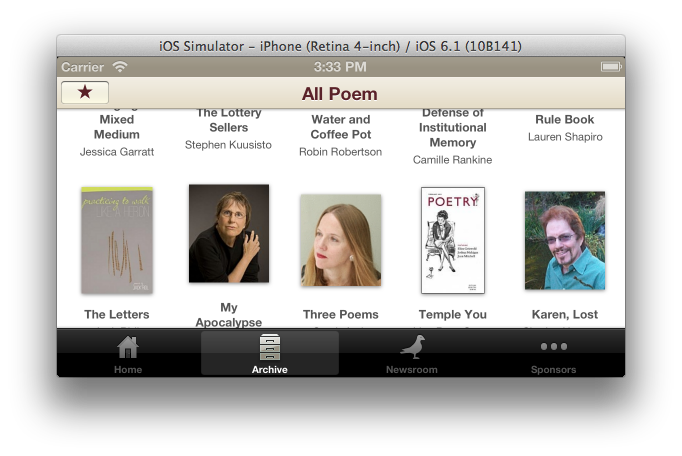 iOS Simulator - iPhone (Retina 4-inch) / iOS 6.1 (10B141)
Carrier 3:33 PM
★ All Poem
Mixed
Medium
Jessica Garratt
The Lottery
Sellers
Stephen Kuusisto
Water and
Coffee Pot
Robin Robertson
Defense of
Institutional
Memory
Camille Rankine
Rule Book
Lauren Shapiro
practicing to walk
LIKE A HERON
POETRY
The Letters
My
Apocalypse
Three Poems
Temple You
Karen, Lost
Home Archive Newsroom Sponsors